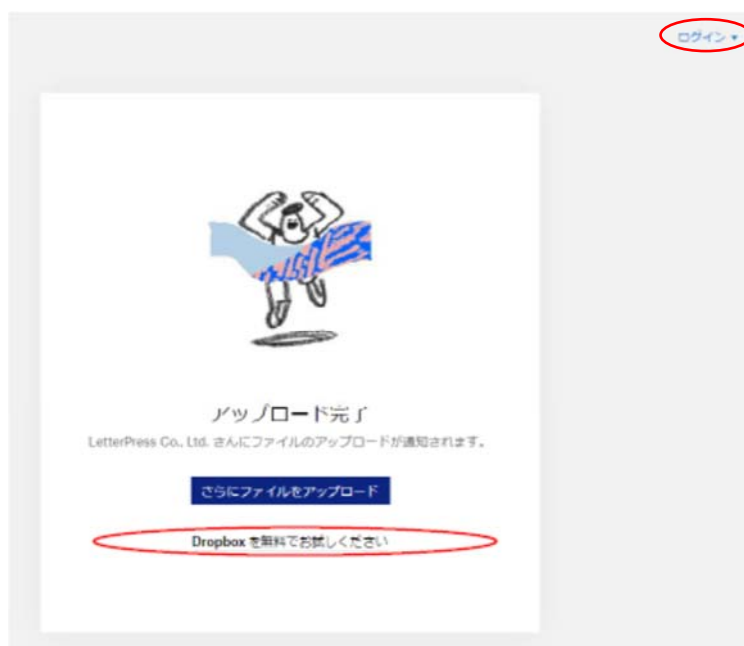 ログイン ▼
アップロード完了
LetterPress Co., Ltd. さんにファイルのアップロードが通知されます。
さらにファイルをアップロード
Dropbox を無料でお試しください